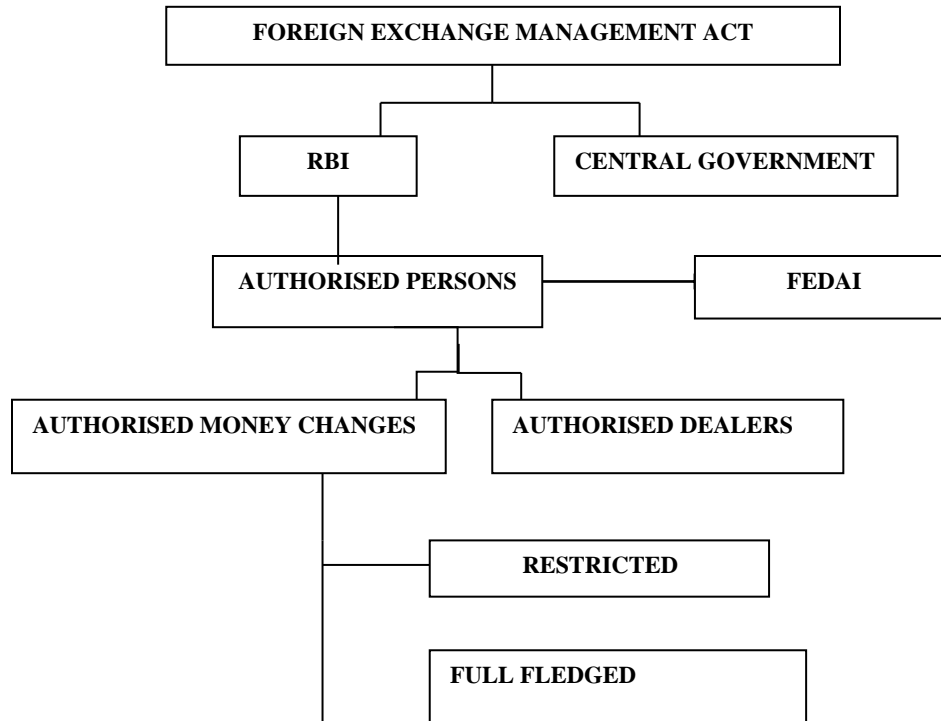 FOREIGN EXCHANGE MANAGEMENT ACT
RBI
CENTRAL GOVERNMENT
AUTHORISED PERSONS
FEDAI
AUTHORISED MONEY CHANGES
AUTHORISED DEALERS
RESTRICTED
FULL FLEDGED